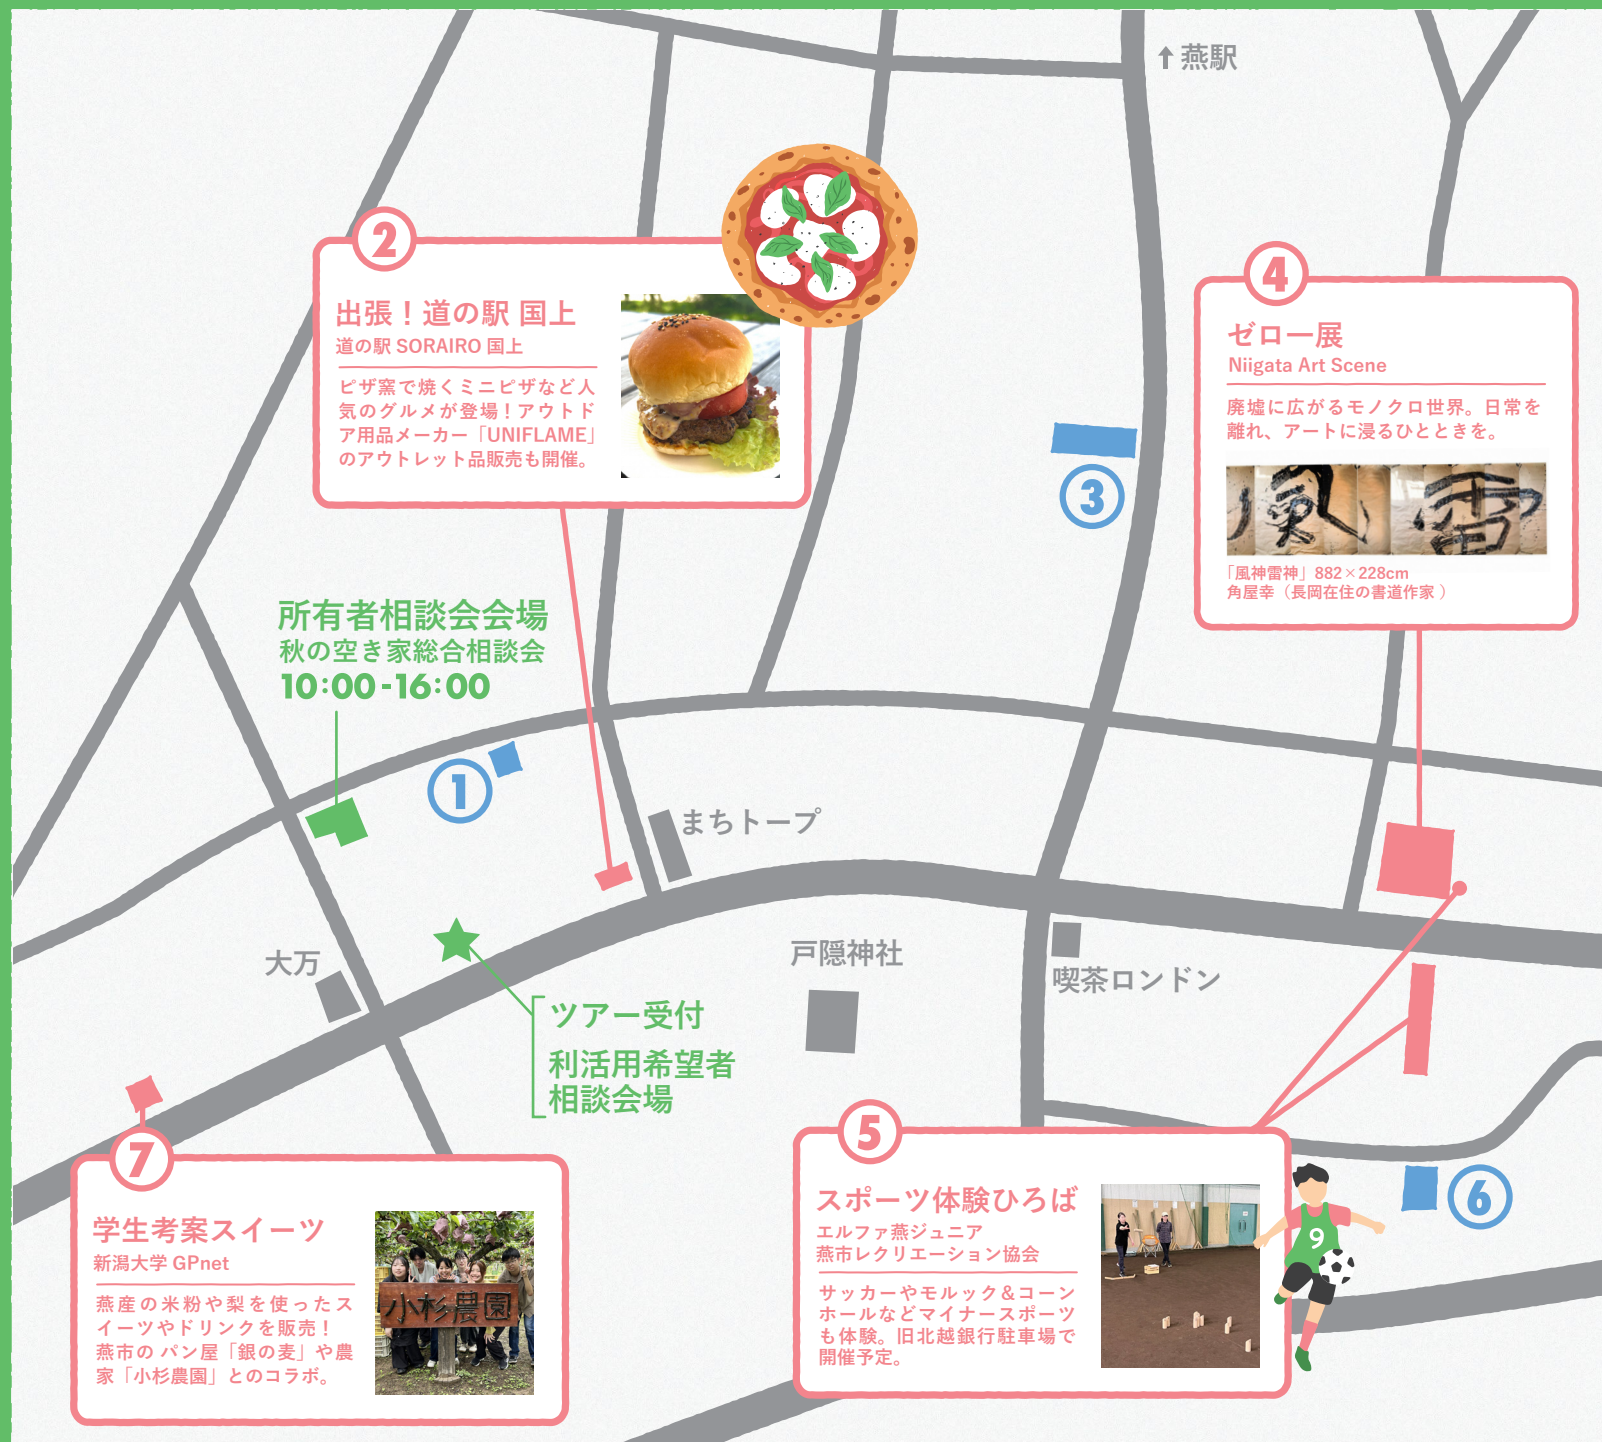 ↑燕駅
2
出張！道の駅 国上
道の駅 SORAIRO 国上
ピザ窯で焼くミニピザなど人
気のグルメが登場！アウトド
ア用品メーカー「UNIFLAME」
のアウトレット品販売も開催。
4
ゼロ一展
Niigata Art Scene
廃墟に広がるモノクロ世界。日常を
離れ、アートに浸るひとときを。
風 雷
「風神雷神」882×228cm
角屋幸（長岡在住の書道作家 ）
3
所有者相談会会場
秋の空き家総合相談会
10:00-16:00
1
まちトープ
大万
戸隠神社
喫茶ロンドン
ツアー受付
利活用希望者
相談会場
7
学生考案スイーツ
新潟大学 GPnet
燕産の米粉や梨を使ったス
イーツやドリンクを販売！
燕市の パン屋「銀の麦」や農
家「小杉農園」とのコラボ。
小杉農園
5
スポーツ体験ひろば
エルファ燕ジュニア
燕市レクリエーション協会
サッカーやモルック＆コーン
ホールなどマイナースポーツ
も体験。旧北越銀行駐車場で
開催予定。
9
6